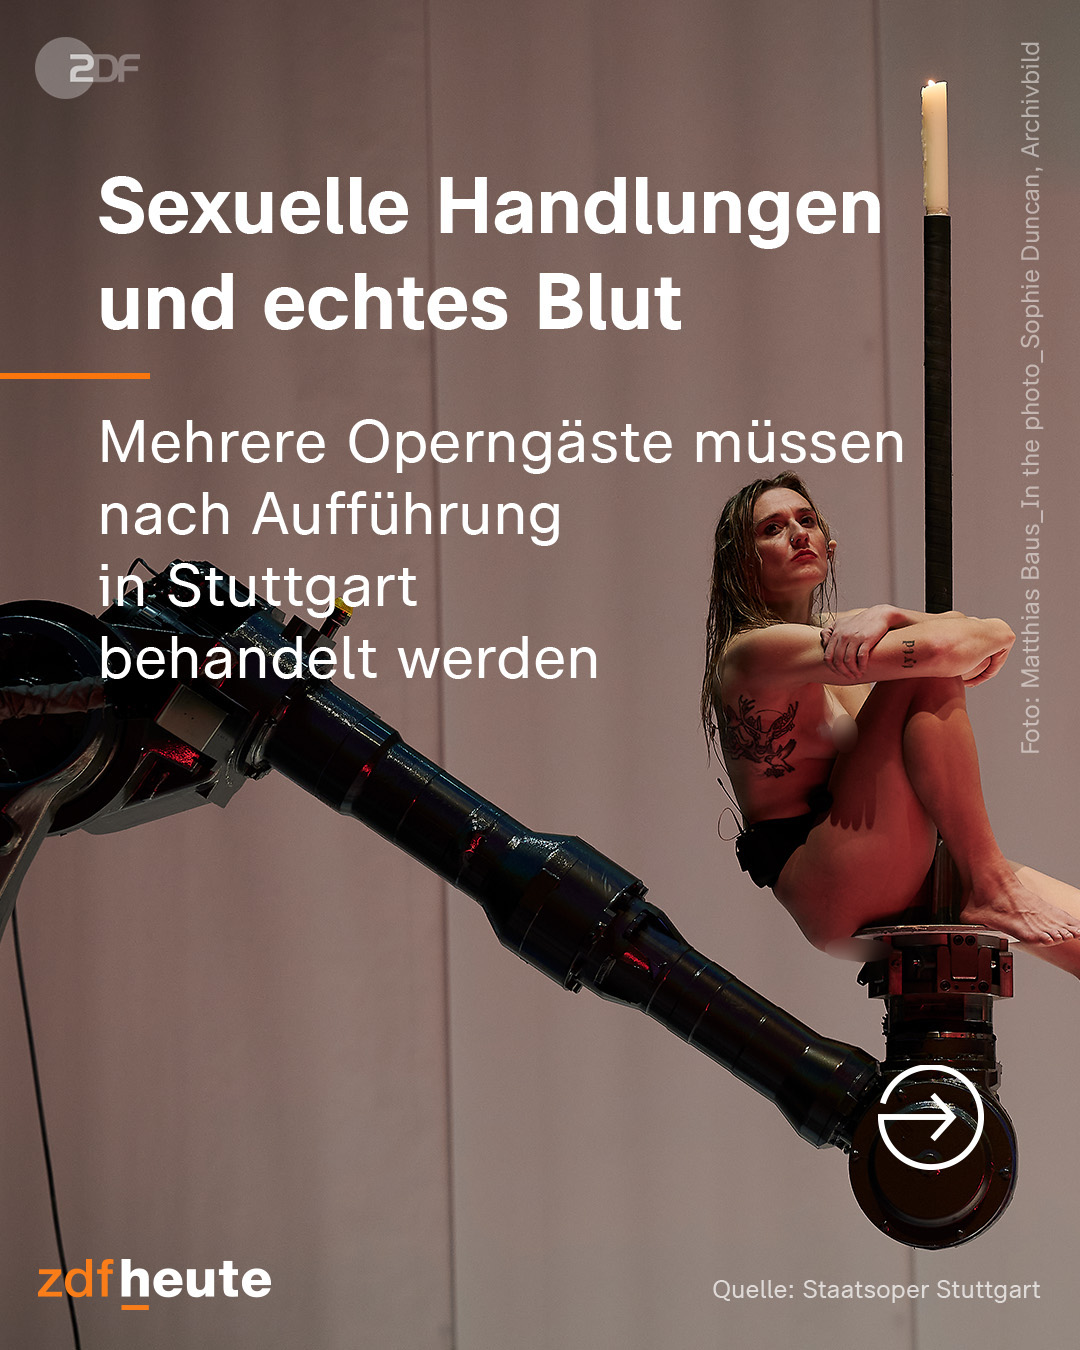 ZDF
Sexuelle Handlungen
und echtes Blut
Mehrere Operngäste müssen
nach Aufführung
in Stuttgart
behandelt werden
Foto: Matthias Baus_In the photo_Sophie Duncan, Archivbild
tytd
zdfheute
Quelle: Staatsoper Stuttgart